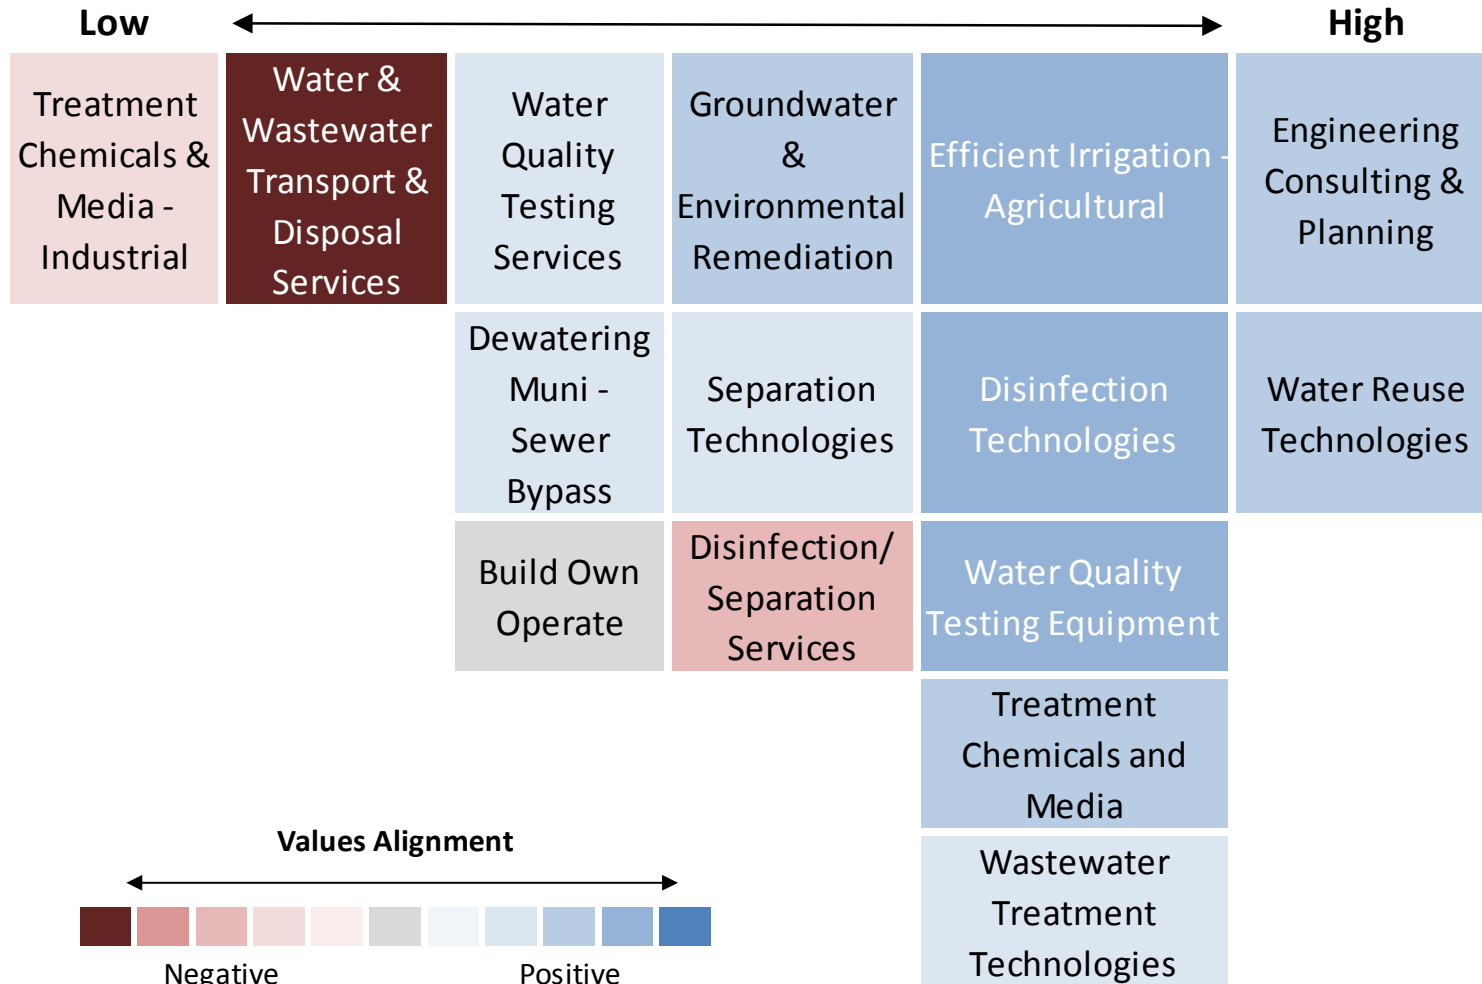 Low
High
Treatment
Chemicals &
Media -
Industrial
Water &
Wastewater
Transport &
Disposal
Services
Water
Quality
Testing
Services
Groundwater
&
Environmental
Remediation
Efficient Irrigation -
Agricultural
Engineering
Consulting &
Planning
Dewatering
Muni -
Sewer
Bypass
Separation
Technologies
Disinfection
Technologies
Water Reuse
Technologies
Build Own
Operate
Disinfection/
Separation
Services
Water Quality
Testing Equipment
Treatment
Chemicals and
Media
Wastewater
Treatment
Technologies
Values Alignment
Negative
Positive